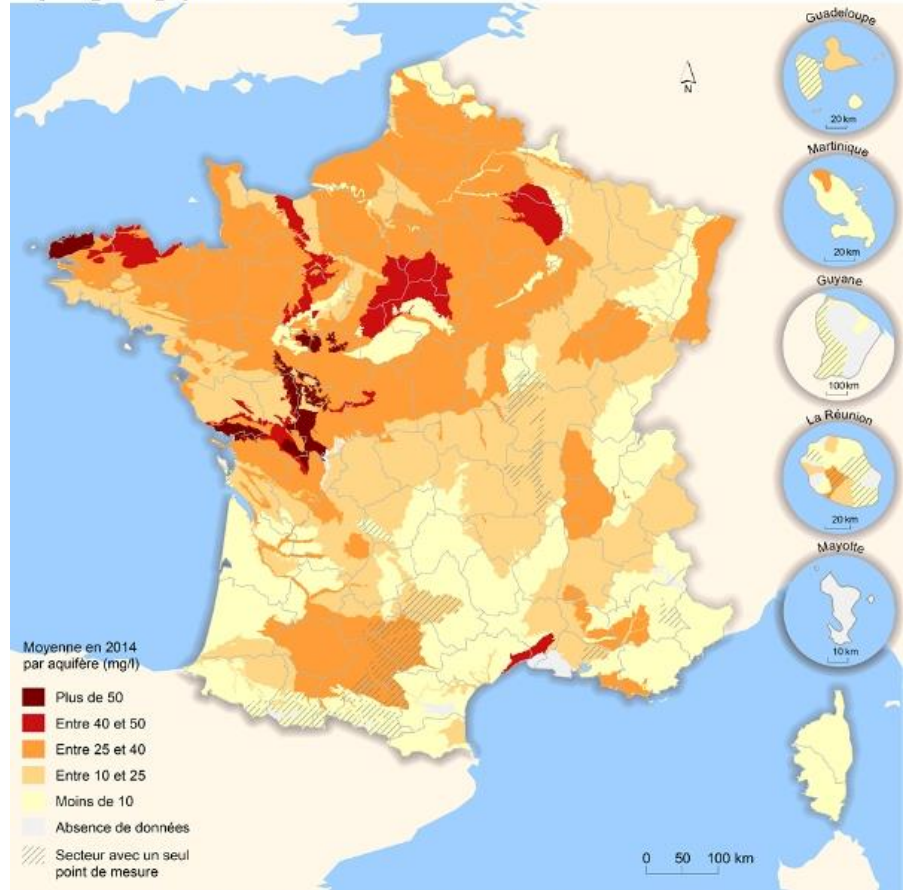 Guadeloupe
N
20 km
Martinique
20 km
Guyane
100 km
La Réunion
20 km
Mayotte
10 km
Moyenne en 2014
par aquifère (mg/l)
Plus de 50
Entre 40 et 50
Entre 25 et 40
Entre 10 et 25
Moins de 10
Absence de données
Secteur avec un seul
point de mesure
0 50 100 km